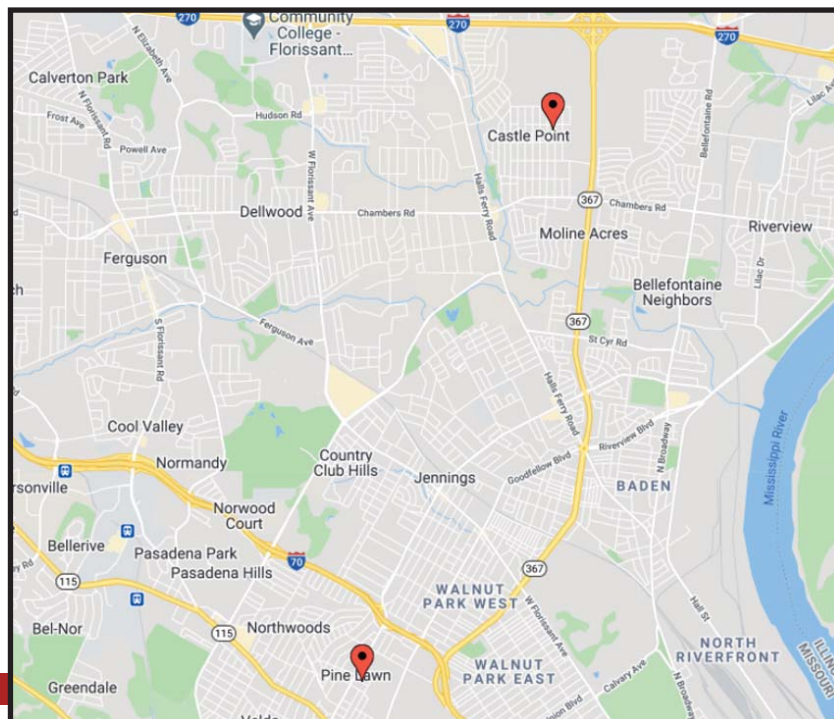 270
Community
College -
Florissant...
270
270
N Elizabeth Ave
Calverton Park
N Florissant Rd
Frost Ave
Powell Ave
Hudson Rd
W Florissant Ave
Castle Point
Halls Ferry Road
Bellefontaine Rd
Lilac Ave
367
Dellwood
Chambers Rd
Chambers Rd
Moline Acres
Riverview
Lilac Dr
Ferguson
Bellefontaine
Neighbors
S Florissant Rd
Ferguson Ave
367
St Cyr Rd
Halls Ferry Road
Cool Valley
Normandy
Country
Club Hills
Jennings
Goodfellow Blvd
Riverview Blvd
N Broadway
BADEN
Mississippi River
ersonville
Norwood
Court
Bellerive
Pasadena Park
Pasadena Hills
70
367
115
WALNUT
PARK WEST
W Florissant Ave
Hall St
Bel-Nor
115
Northwoods
Pine Lawn
WALNUT
PARK EAST
NORTH
RIVERFRONT
Calvary Ave
N Broadway
ILLINOIS
MISSOURI
Greendale